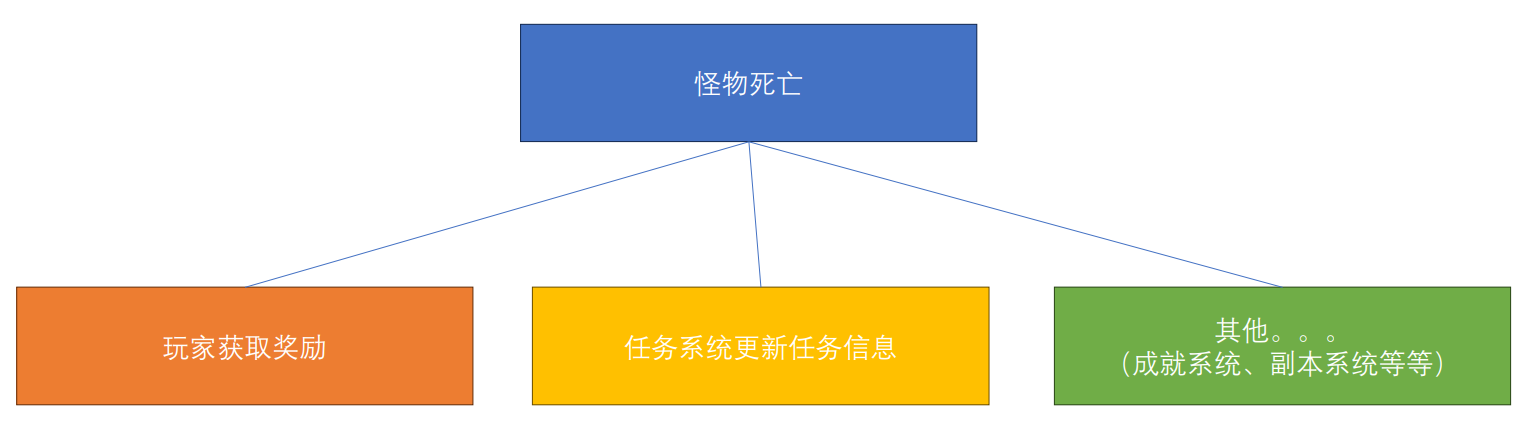 怪物死亡
玩家获取奖励
任务系统更新任务信息
其他。。。
（成就系统、副本系统等等）